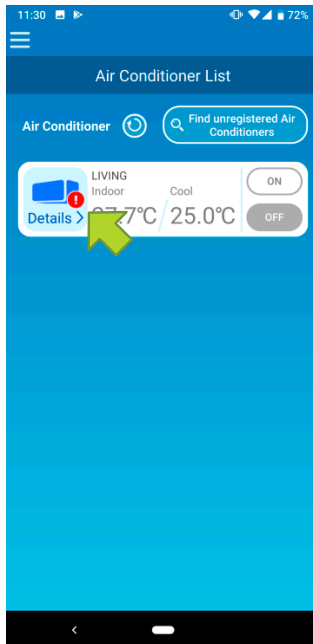 11:30 72%
Air Conditioner List
Air Conditioner
Find unregistered Air
Conditioners
LIVING
Indoor Cool
Details > 25.0℃
ON
OFF